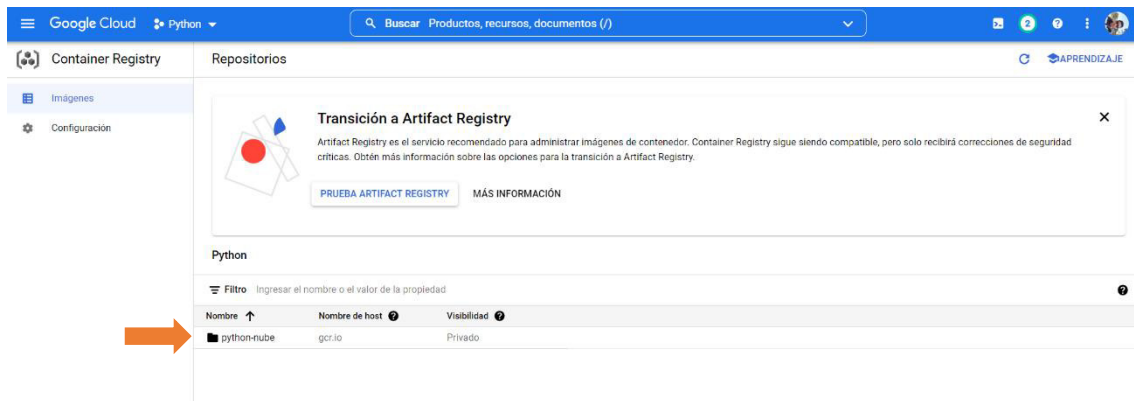 Google Cloud Python Buscar Productos, recursos, documentos (/) 2
Container Registry Repositorios APRENDIZAJE
Imágenes
Configuración
Transición a Artifact Registry
Artifact Registry es el servicio recomendado para administrar imágenes de contenedor. Container Registry sigue siendo compatible, pero solo recibirá correcciones de seguridad
críticas. Obtén más información sobre las opciones para la transición a Artifact Registry.
PRUEBA ARTIFACT REGISTRY MÁS INFORMACIÓN
Python
Filtro Ingresar el nombre o el valor de la propiedad
Nombre Nombre de host Visibilidad
python-nube gcr.io Privado